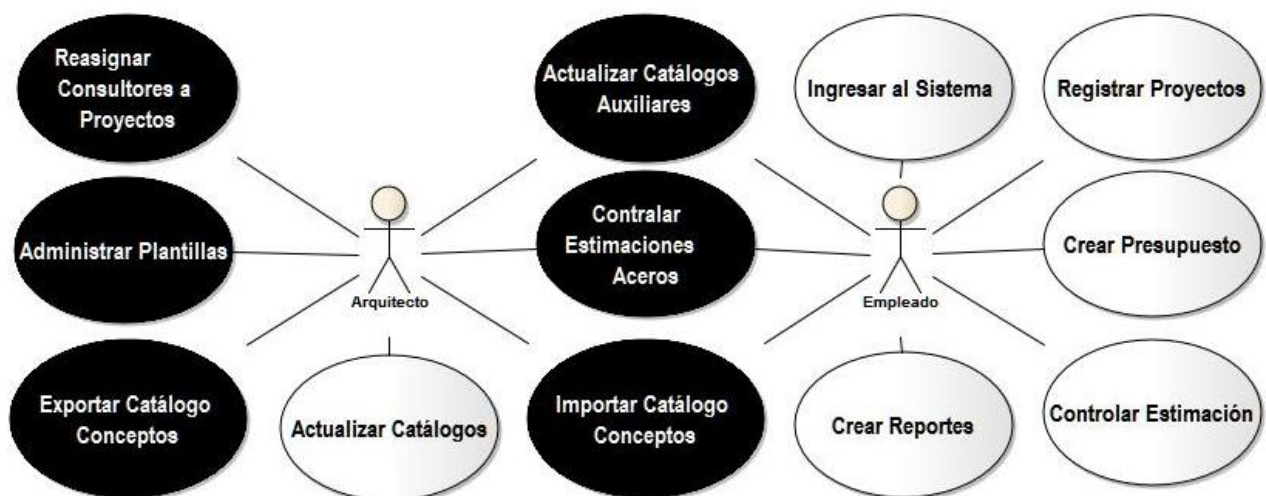 Reasignar
Consultores a
Proyectos
Actualizar Catálogos
Auxiliares
Ingresar al Sistema
Registrar Proyectos
Administrar Plantillas
Arquitecto
Contralar
Estimaciones
Aceros
Empleado
Crear Presupuesto
Exportar Catálogo
Conceptos
Actualizar Catálogos
Importar Catálogo
Conceptos
Crear Reportes
Controlar Estimación